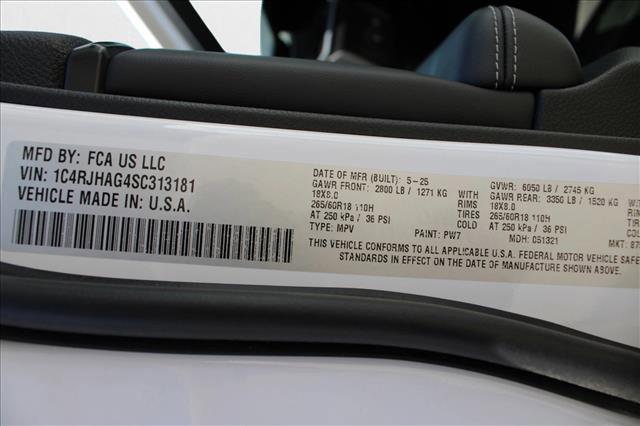 MFD BY: FCA US LLC
VIN: 1C4RJHAG4SC313181
VEHICLE MADE IN: U.S.A.
DATE OF MFR (BUILT): 5-25
GAWR FRONT: 2800 LB / 1271 KG WITH
18X8.0 RIMS
265/60R18 110H TIRES
AT 250 kPa / 36 PSI COLD
TYPE: MPV PAINT: PW7
GVWR: 6050 LB / 2745 KG
GAWR REAR: 3350 LB / 1520 KG WITH
18X8.0
265/60R18 110H
AT 250 kPa / 36 PSI
MDH: 051321 MKT:
THIS VEHICLE CONFORMS TO ALL APPLICABLE U.S.A. FEDERAL MOTOR VEHICLE SAFE
STANDARDS IN EFFECT ON THE DATE OF MANUFACTURE SHOWN ABOVE.